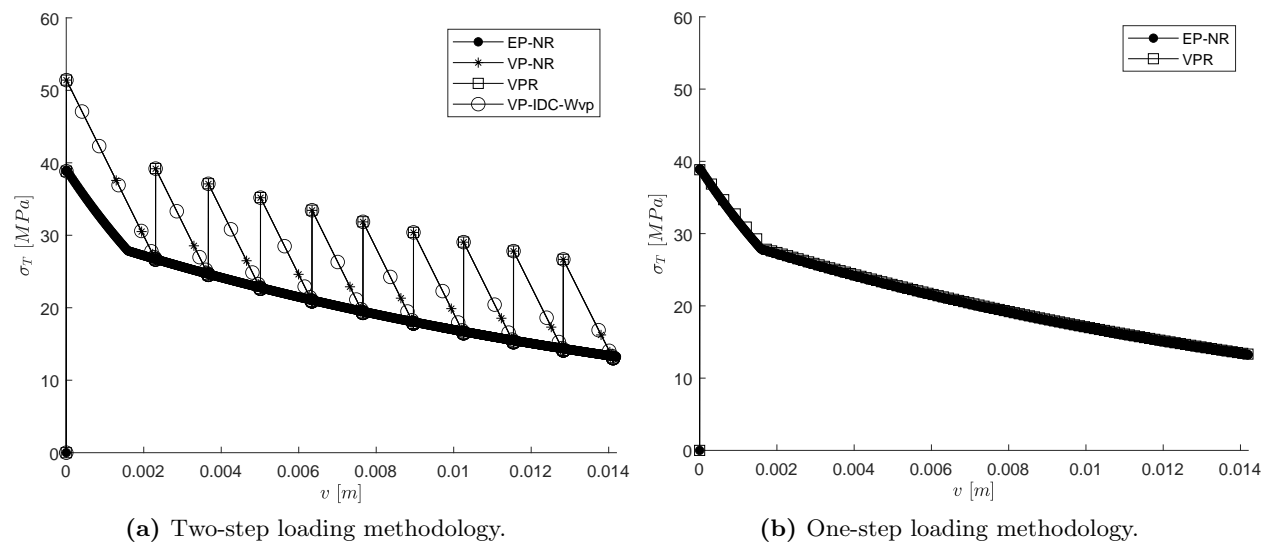 60
50
40
30
20
10
0
σ_T [MPa]
EP-NR
VP-NR
VPR
VP-IDC-Wvp
0 0.002 0.004 0.006 0.008 0.01 0.012 0.014
v [m]
(a) Two-step loading methodology.
60
50
40
30
20
10
0
σ_T [MPa]
EP-NR
VPR
0 0.002 0.004 0.006 0.008 0.01 0.012 0.014
v [m]
(b) One-step loading methodology.